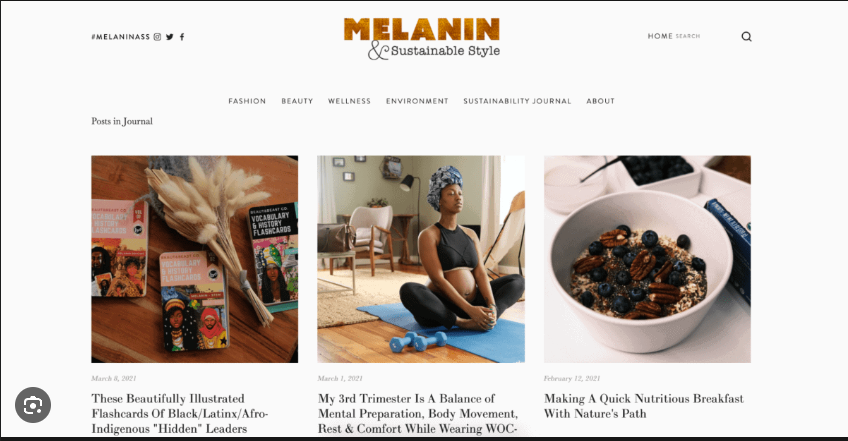 #MELANINASS
MELANIN
& Sustainable Style
HOME SEARCH
FASHION BEAUTY WELLNESS ENVIRONMENT SUSTAINABILITY JOURNAL ABOUT
Posts in Journal
VOCABULARY
& HISTORY
FLASHCARDS
VOCABULARY
& HISTORY
FLASHCARDS
VOCABULARY
& HISTORY
FLASHCARDS
March 8, 2021
These Beautifully Illustrated
Flashcards Of Black/Latinx/Afro-
Indigenous "Hidden" Leaders
March 1, 2021
My 3rd Trimester Is A Balance of
Mental Preparation, Body Movement,
Rest & Comfort While Wearing WOC-
February 12, 2021
Making A Quick Nutritious Breakfast
With Nature's Path